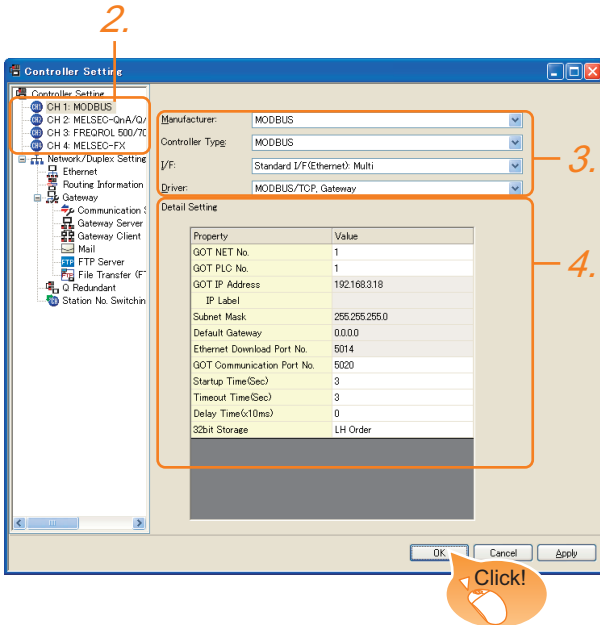 2.
Controller Setting
Controller Setting
CH 1: MODBUS
CH 2: MELSEC-QnA/Q/
CH 3: FREQROL 500/70
CH 4: MELSEC-FX
Network/Duplex Setting
Ethernet
Routing Information
Gateway
Communication S
Gateway Server
Gateway Client
Mail
FTP FTP Server
File Transfer (FT
Q Redundant
Station No. Switchin
Manufacturer: MODBUS
Controller Type: MODBUS
I/F: Standard I/F(Ethernet): Multi
Driver: MODBUS/TCP, Gateway
3.
Detail Setting
Property Value
GOT NET No. 1
GOT PLC No. 1
GOT IP Address 192.168.3.18
IP Label
Subnet Mask 255.255.255.0
Default Gateway 0.0.0.0
Ethernet Download Port No. 5014
GOT Communication Port No. 5020
Startup Time(Sec) 3
Timeout Time(Sec) 3
Delay Time(x10ms) 0
32bit Storage LH Order
4.
OK Cancel Apply
Click!